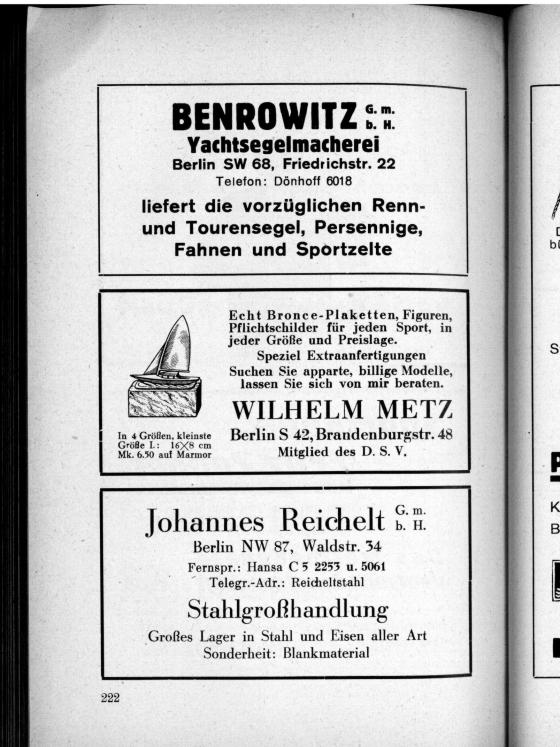 BENROWITZ G. m. b. H.
Yachtsegelmacherei
Berlin SW 68, Friedrichstr. 22
Telefon: Dönhoff 6018
liefert die vorzüglichen Renn-
und Tourensegel, Persennige,
Fahnen und Sportzelte
Echt Bronce-Plaketten, Figuren,
Pflichtschilder für jeden Sport, in
jeder Größe und Preislage.
Speziel Extraanfertigungen
Suchen Sie apparte, billige Modelle,
lassen Sie sich von mir beraten.
WILHELM METZ
Berlin S 42, Brandenburgstr. 48
Mitglied des D. S. V.
In 4 Größen, kleinste
Größe I.: 16×8 cm
Mk. 6.50 auf Marmor
Johannes Reichelt G. m. b. H.
Berlin NW 87, Waldstr. 34
Fernspr.: Hansa C 5 2253 u. 5061
Telegr.-Adr.: Reicheltstahl
Stahlgroßhandlung
Großes Lager in Stahl und Eisen aller Art
Sonderheit: Blankmaterial
222